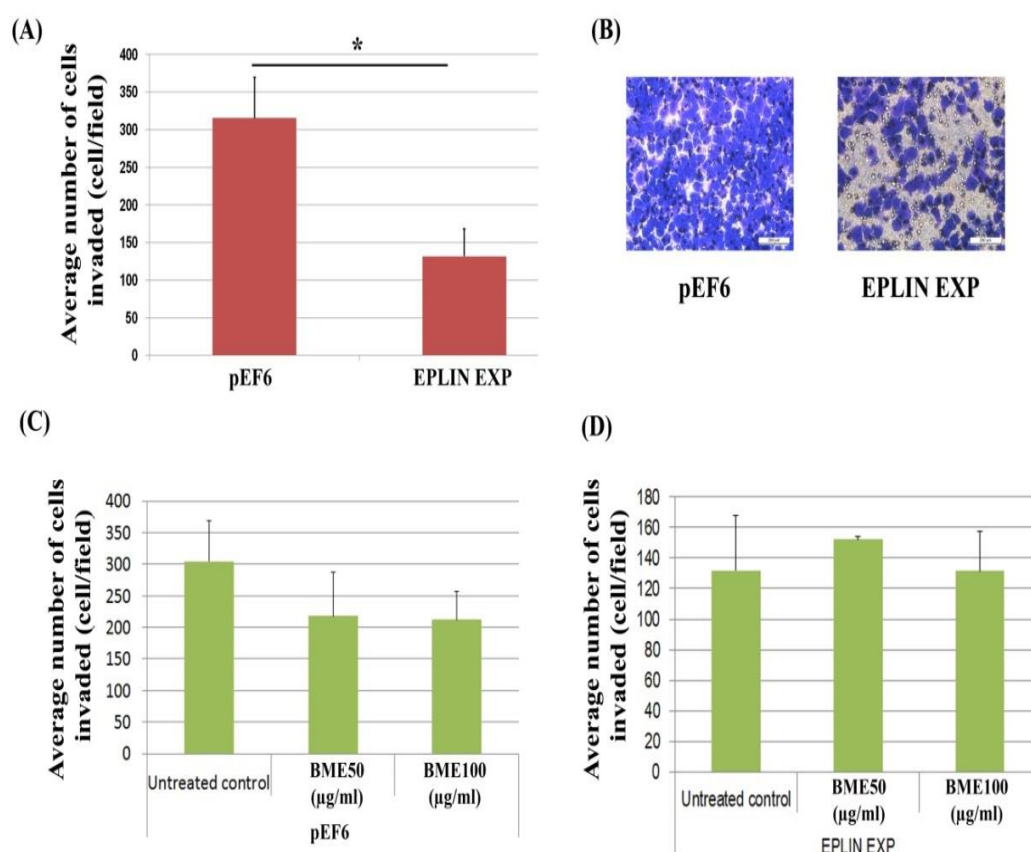 (A)
Average number of cells
invaded (cell/field)
400
350
300
250
200
150
100
50
0
*
pEF6
EPLIN EXP
(B)
pEF6
EPLIN EXP
(C)
Average number of cells
invaded (cell/field)
400
350
300
250
200
150
100
50
0
Untreated control
BME50
(µg/ml)
BME100
(µg/ml)
pEF6
(D)
Average number of cells
invaded (cell/field)
180
160
140
120
100
80
60
40
20
0
Untreated control
BME50
(µg/ml)
BME100
(µg/ml)
EPLIN EXP